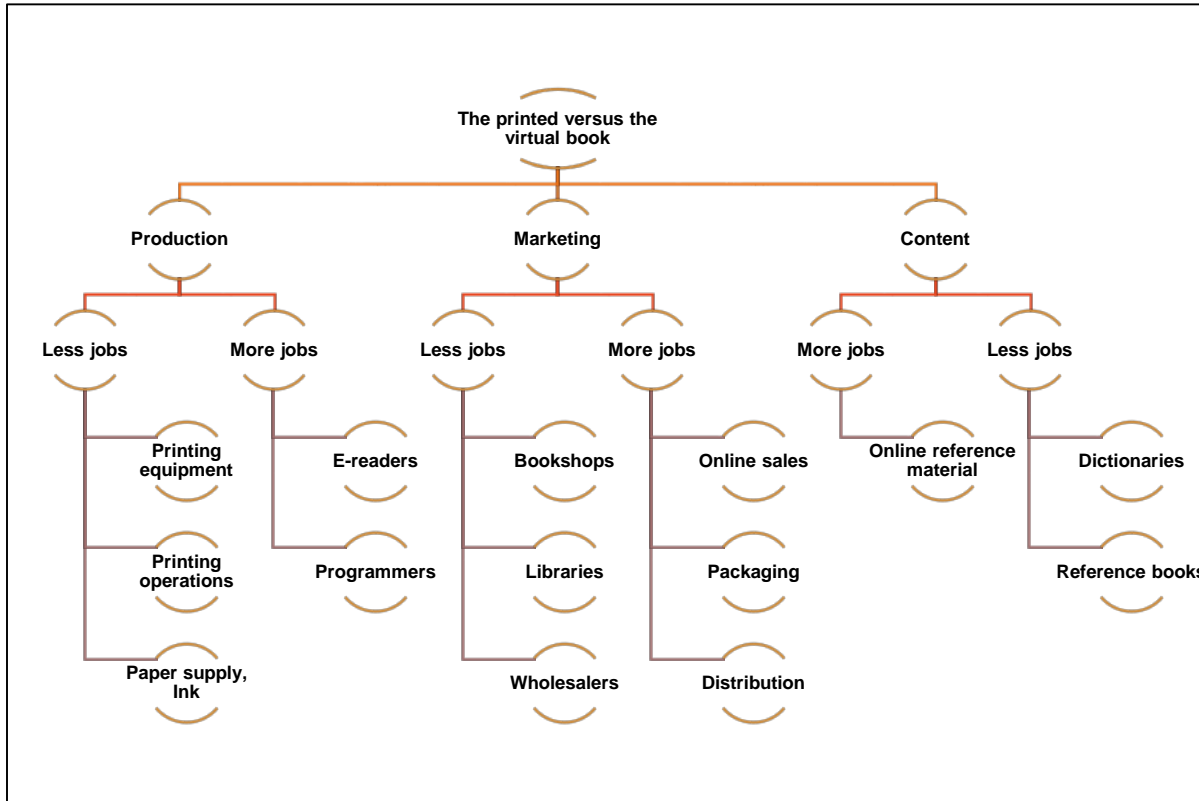 The printed versus the
virtual book
Production
Marketing
Content
Less jobs
More jobs
Less jobs
More jobs
More jobs
Less jobs
Printing
equipment
E-readers
Bookshops
Online sales
Online reference
material
Dictionaries
Printing
operations
Programmers
Libraries
Packaging
Reference books
Paper supply,
Ink
Wholesalers
Distribution